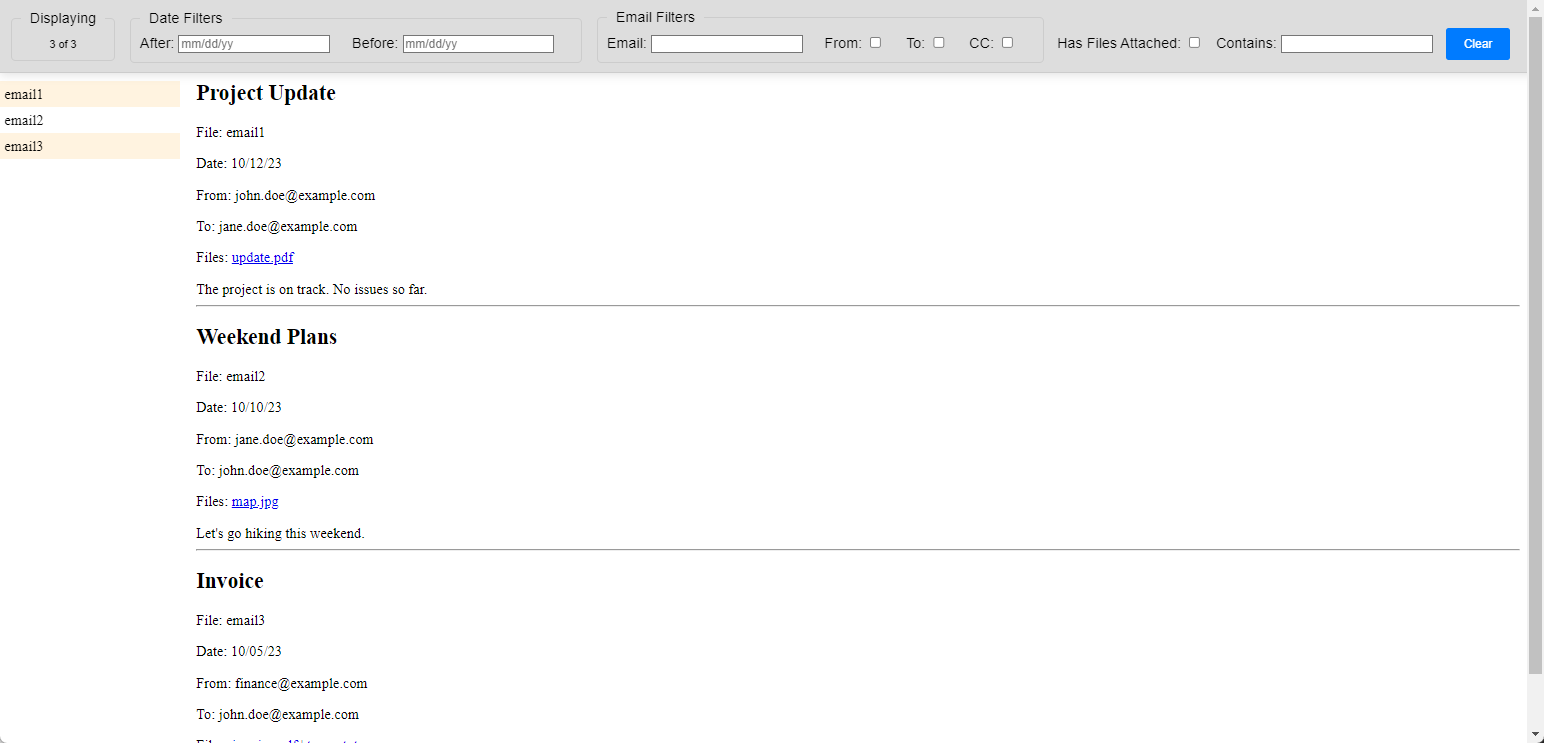 Displaying
3 of 3
Date Filters
After: mm/dd/yy Before: mm/dd/yy
Email Filters
Email: From: To: CC:
Has Files Attached: Contains: Clear
email1
email2
email3
Project Update
File: email1
Date: 10/12/23
From: john.doe@example.com
To: jane.doe@example.com
Files: update.pdf
The project is on track. No issues so far.
Weekend Plans
File: email2
Date: 10/10/23
From: jane.doe@example.com
To: john.doe@example.com
Files: map.jpg
Let's go hiking this weekend.
Invoice
File: email3
Date: 10/05/23
From: finance@example.com
To: john.doe@example.com